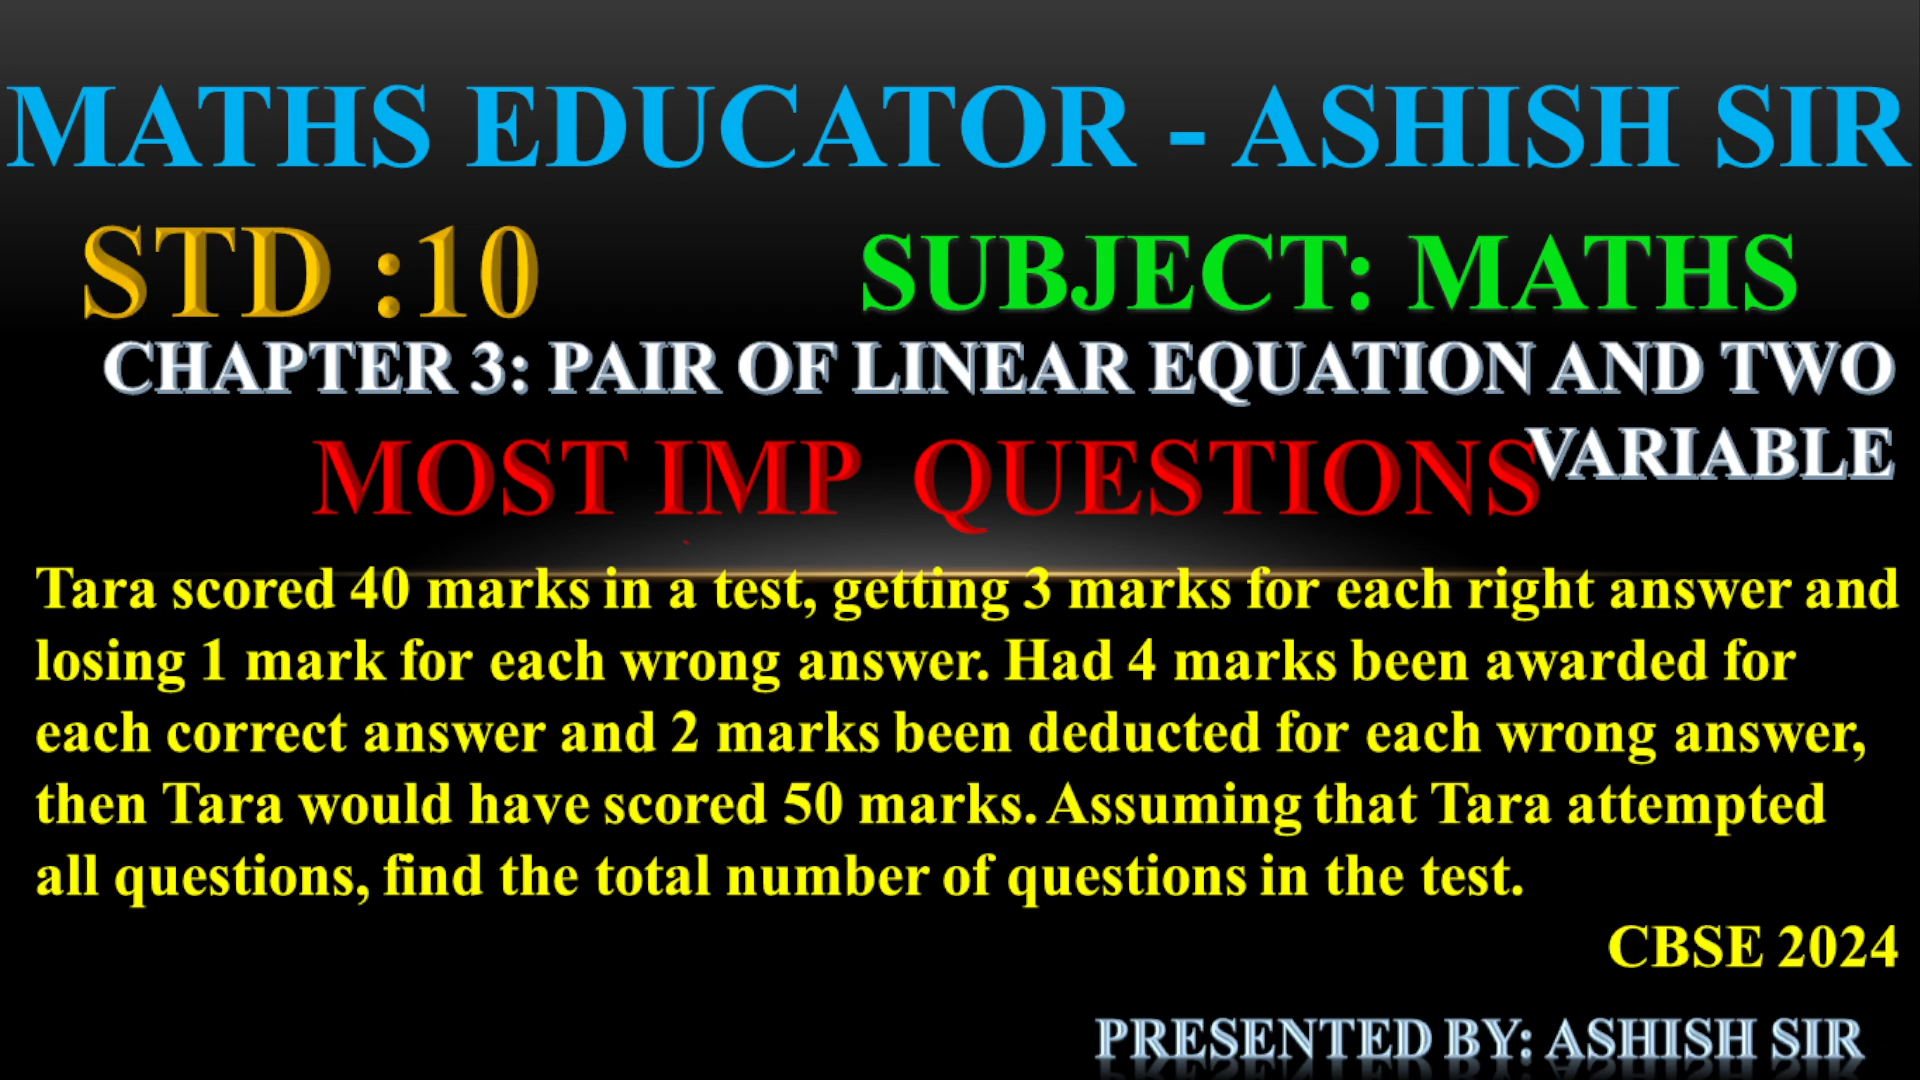 MATHS EDUCATOR - ASHISH SIR
STD :10
SUBJECT: MATHS
CHAPTER 3: PAIR OF LINEAR EQUATION AND TWO
VARIABLE
MOST IMP QUESTIONS
Tara scored 40 marks in a test, getting 3 marks for each right answer and
losing 1 mark for each wrong answer. Had 4 marks been awarded for
each correct answer and 2 marks been deducted for each wrong answer,
then Tara would have scored 50 marks. Assuming that Tara attempted
all questions, find the total number of questions in the test.
CBSE 2024
PRESENTED BY: ASHISH SIR